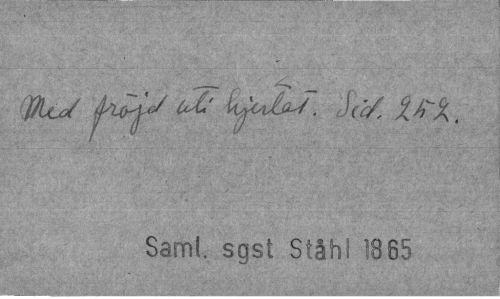 Med fröjd uti hjertat. Sid. 252.
Saml. sgst Ståhl 1865